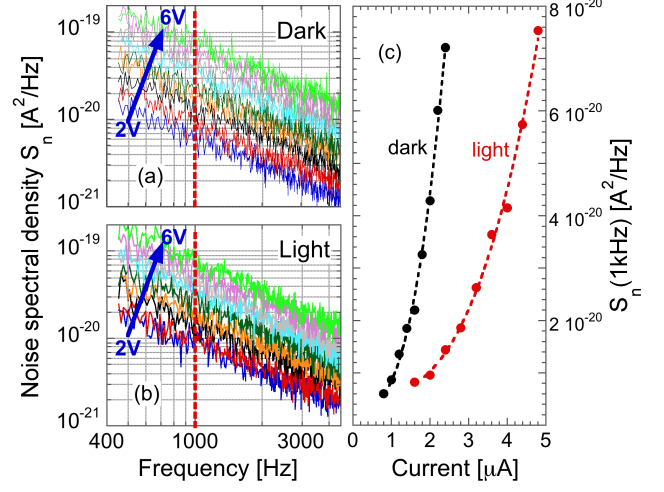 Noise spectral density Sn [A²/Hz]
10⁻¹⁹
10⁻²⁰
10⁻²¹
6V
2V
Dark
(a)
10⁻¹⁹
10⁻²⁰
10⁻²¹
6V
2V
Light
(b)
400 1000 3000
Frequency [Hz]
(c)
dark
light
0 1 2 3 4 5
Current [μA]
8 10⁻²⁰
6 10⁻²⁰
4 10⁻²⁰
2 10⁻²⁰
Sn(1kHz) [A²/Hz]